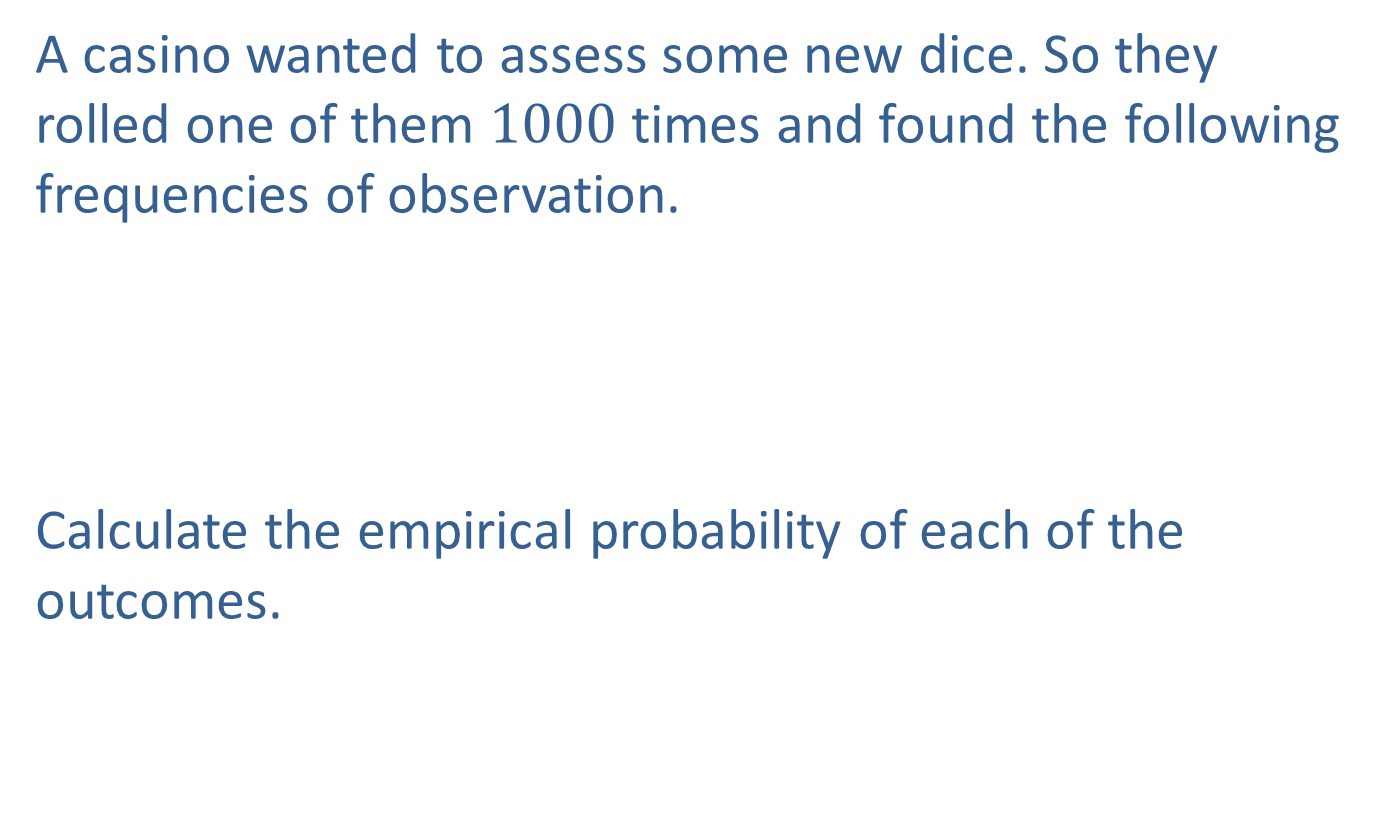 A casino wanted to assess some new dice. So they
rolled one of them 1000 times and found the following
frequencies of observation.
Calculate the empirical probability of each of the
outcomes.